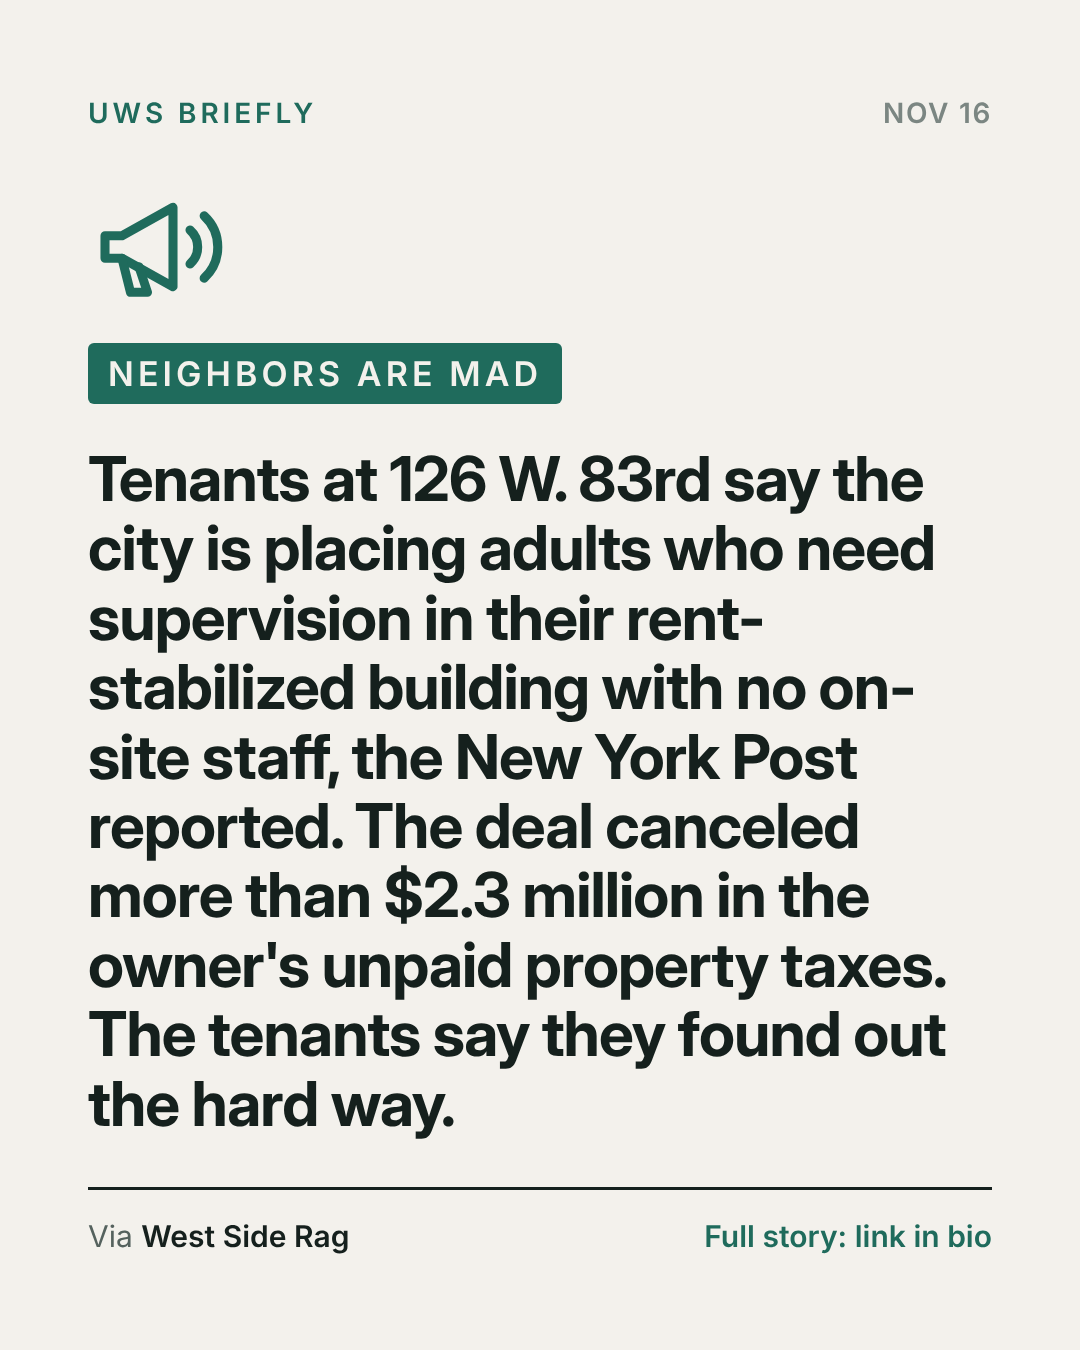 UWS BRIEFLY
NOV 16
NEIGHBORS ARE MAD
Tenants at 126 W. 83rd say the
city is placing adults who need
supervision in their rent-
stabilized building with no on-
site staff, the New York Post
reported. The deal canceled
more than $2.3 million in the
owner's unpaid property taxes.
The tenants say they found out
the hard way.
Via West Side Rag
Full story: link in bio